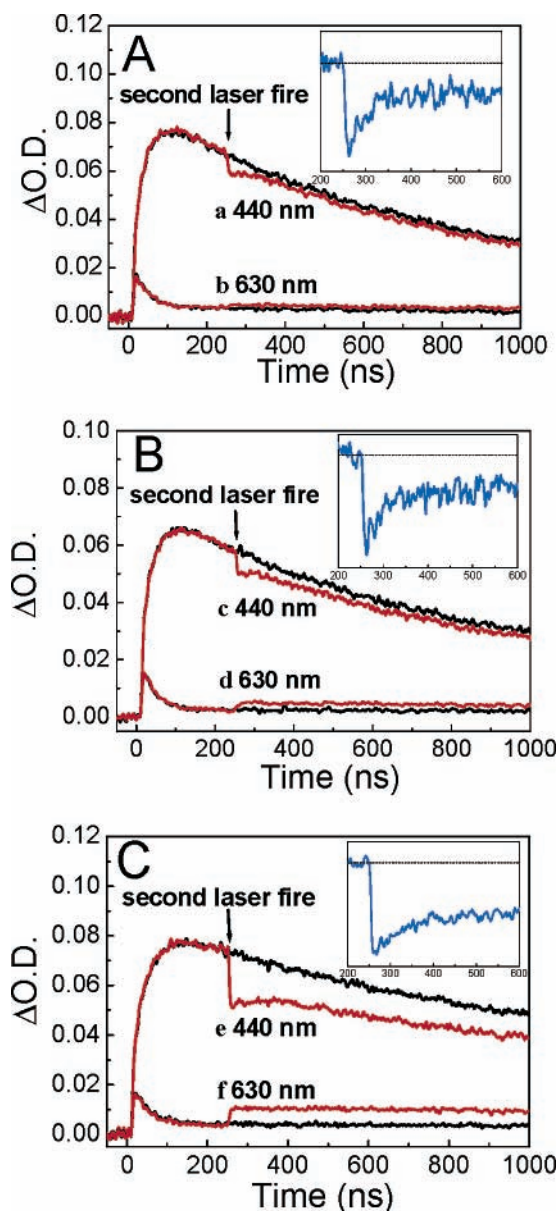 A
0.12
0.10
0.08
0.06
0.04
0.02
0.00
ΔO.D.
second laser fire
a 440 nm
b 630 nm
200 300 400 500 600
0 200 400 600 800 1000
Time (ns)
B
0.10
0.08
0.06
0.04
0.02
0.00
ΔO.D.
second laser fire
c 440 nm
d 630 nm
200 300 400 500 600
0 200 400 600 800 1000
Time (ns)
C
0.12
0.10
0.08
0.06
0.04
0.02
0.00
ΔO.D.
second laser fire
e 440 nm
f 630 nm
200 300 400 500 600
0 200 400 600 800 1000
Time (ns)